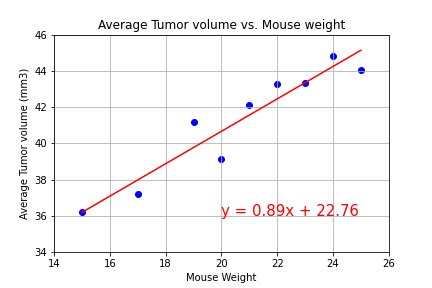 Average Tumor volume vs. Mouse weight
Average Tumor volume (mm3)
46
44
42
40
38
36
34
y = 0.89x + 22.76
14 16 18 20 22 24 26
Mouse Weight